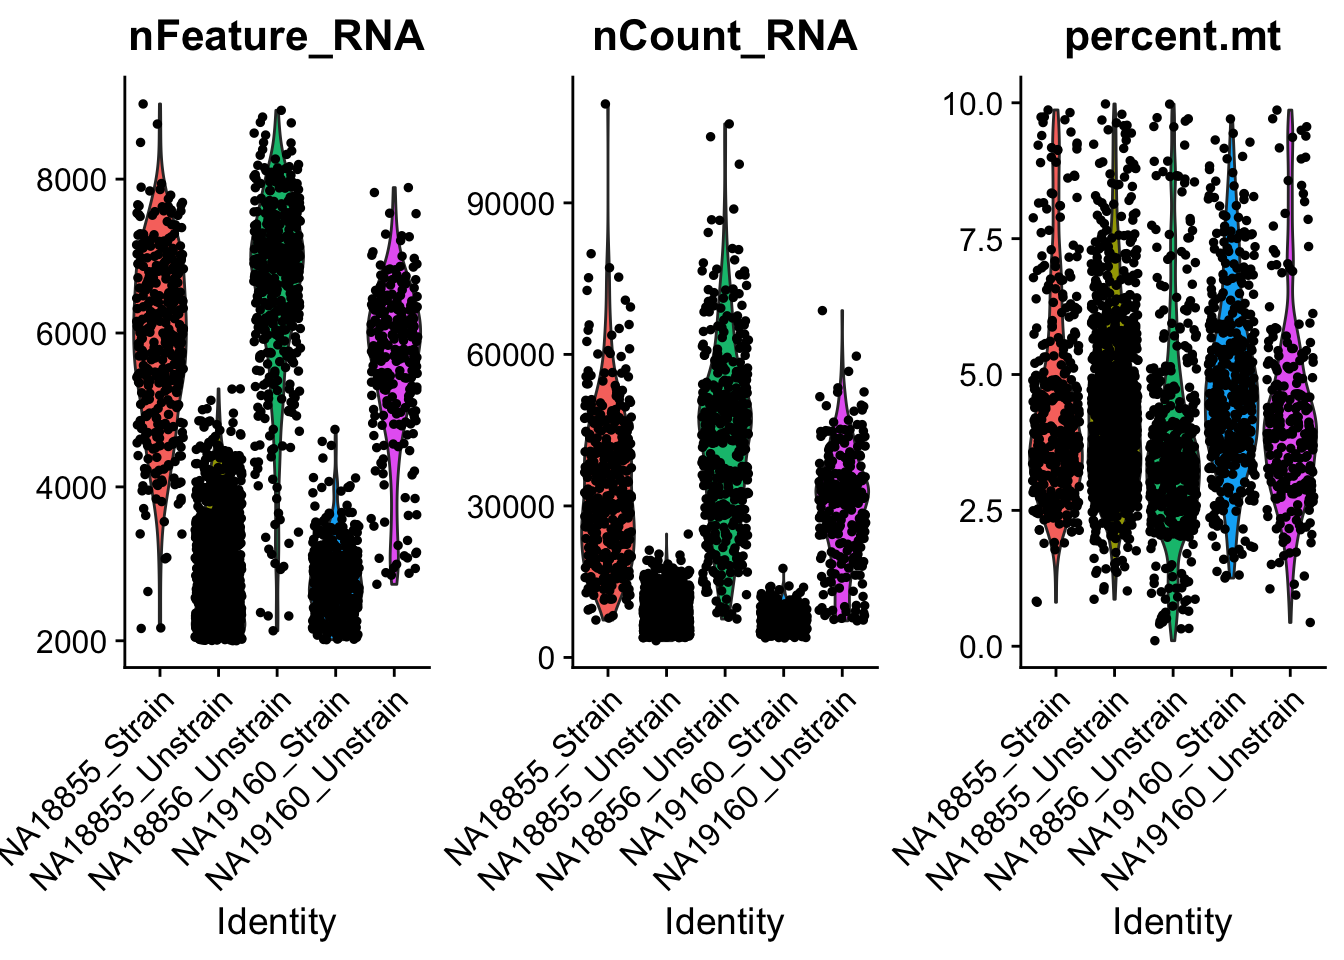 nFeature_RNA
8000
6000
4000
2000
NA18855_Strain
NA18855_Unstrain
NA18856_Unstrain
NA19160_Strain
NA19160_Unstrain
Identity
nCount_RNA
90000
60000
30000
0
NA18855_Strain
NA18855_Unstrain
NA18856_Unstrain
NA19160_Strain
NA19160_Unstrain
Identity
percent.mt
10.0
7.5
5.0
2.5
0.0
NA18855_Strain
NA18855_Unstrain
NA18856_Unstrain
NA19160_Strain
NA19160_Unstrain
Identity